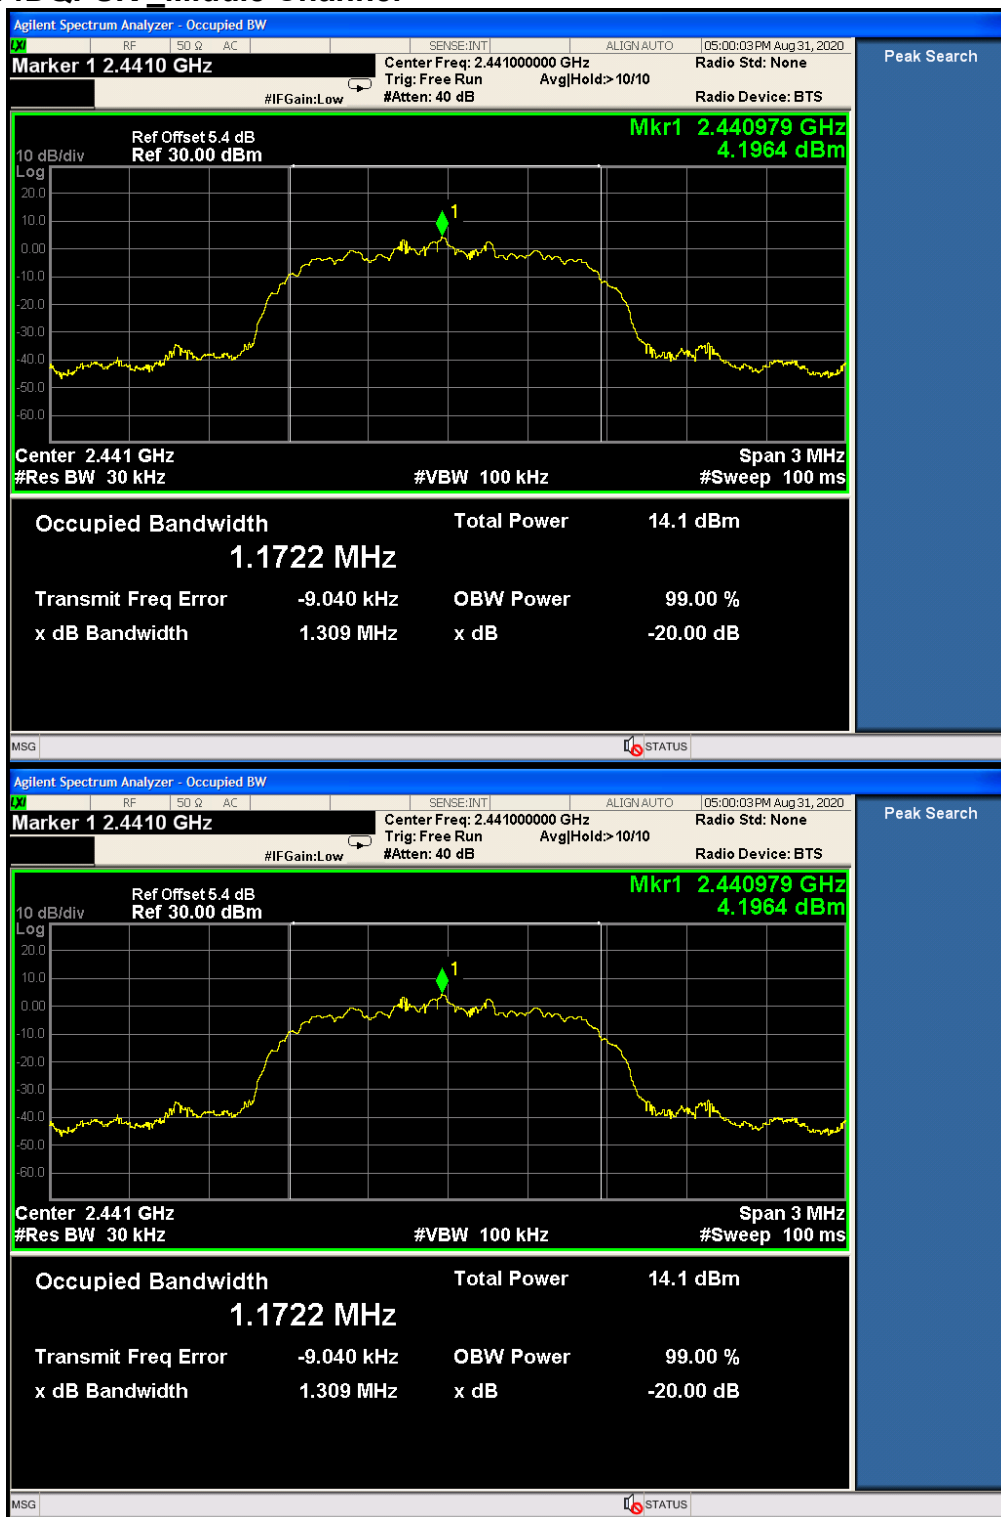 Agilent Spectrum Analyzer - Occupied BW
LXI RF 50 Ω AC SENSE:INT ALIGN AUTO 05:00:03 PM Aug 31, 2020
Marker 1 2.4410 GHz
Center Freq: 2.441000000 GHz Radio Std: None
Trig: Free Run Avg|Hold:> 10/10
#IFGain:Low #Atten: 40 dB Radio Device: BTS
Peak Search
Ref Offset 5.4 dB Mkr1 2.440979 GHz
10 dB/div Ref 30.00 dBm 4.1964 dBm
Log
20.0
1
10.0
0.00
-10.0
-20.0
-30.0
-40.0
-50.0
-60.0
Center 2.441 GHz Span 3 MHz
#Res BW 30 kHz #VBW 100 kHz #Sweep 100 ms
Occupied Bandwidth Total Power 14.1 dBm
1.1722 MHz
Transmit Freq Error -9.040 kHz OBW Power 99.00 %
x dB Bandwidth 1.309 MHz x dB -20.00 dB
MSG STATUS
Agilent Spectrum Analyzer - Occupied BW
LXI RF 50 Ω AC SENSE:INT ALIGN AUTO 05:00:03 PM Aug 31, 2020
Marker 1 2.4410 GHz
Center Freq: 2.441000000 GHz Radio Std: None
Trig: Free Run Avg|Hold:> 10/10
#IFGain:Low #Atten: 40 dB Radio Device: BTS
Peak Search
Ref Offset 5.4 dB Mkr1 2.440979 GHz
10 dB/div Ref 30.00 dBm 4.1964 dBm
Log
20.0
1
10.0
0.00
-10.0
-20.0
-30.0
-40.0
-50.0
-60.0
Center 2.441 GHz Span 3 MHz
#Res BW 30 kHz #VBW 100 kHz #Sweep 100 ms
Occupied Bandwidth Total Power 14.1 dBm
1.1722 MHz
Transmit Freq Error -9.040 kHz OBW Power 99.00 %
x dB Bandwidth 1.309 MHz x dB -20.00 dB
MSG STATUS